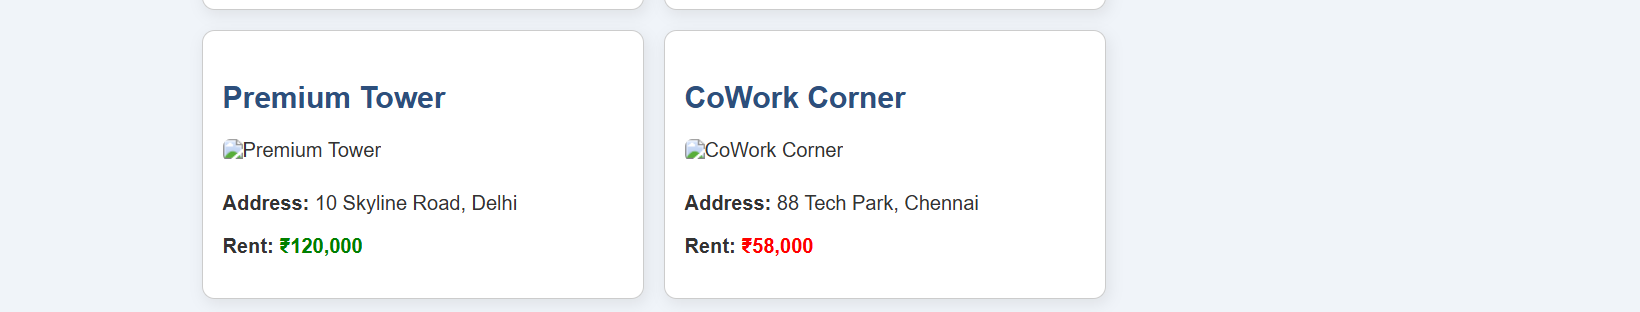 Premium Tower
Premium Tower
Address: 10 Skyline Road, Delhi
Rent: ₹120,000
CoWork Corner
CoWork Corner
Address: 88 Tech Park, Chennai
Rent: ₹58,000